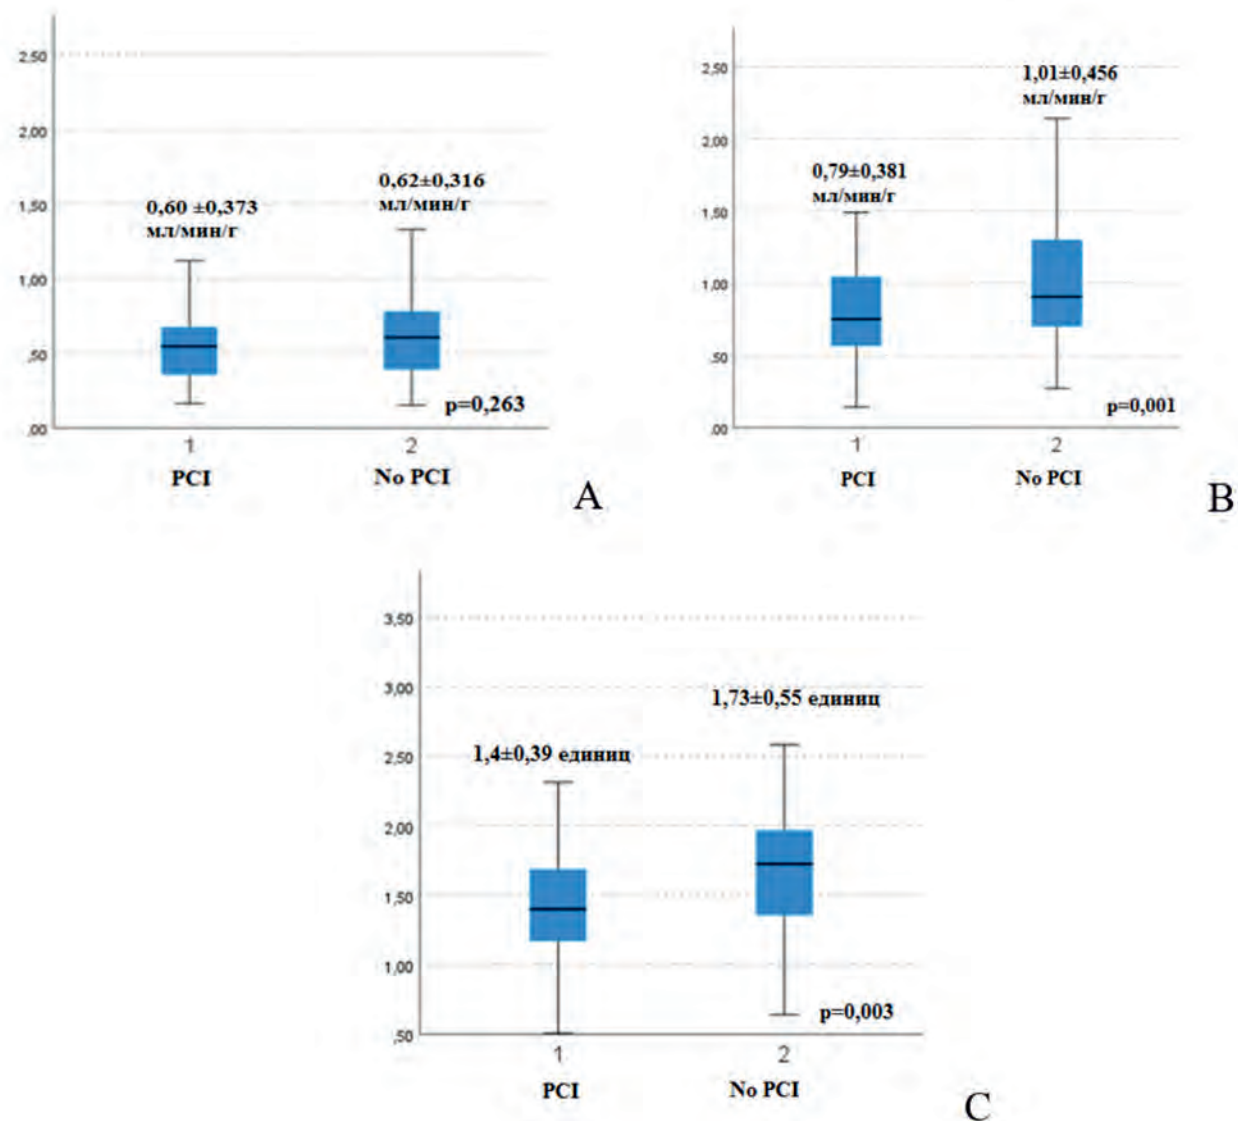 2,50
2,00
1,50
1,00
,50
,00
0,60 ±0,373
мл/мин/г
0,62±0,316
мл/мин/г
p=0,263
1
2
PCI
No PCI
A
2,50
2,00
1,50
1,00
,50
,00
0,79±0,381
мл/мин/г
1,01±0,456
мл/мин/г
p=0,001
1
2
PCI
No PCI
B
3,50
3,00
2,50
2,00
1,50
1,00
,50
1,4±0,39 единиц
1,73±0,55 единиц
p=0,003
1
2
PCI
No PCI
C